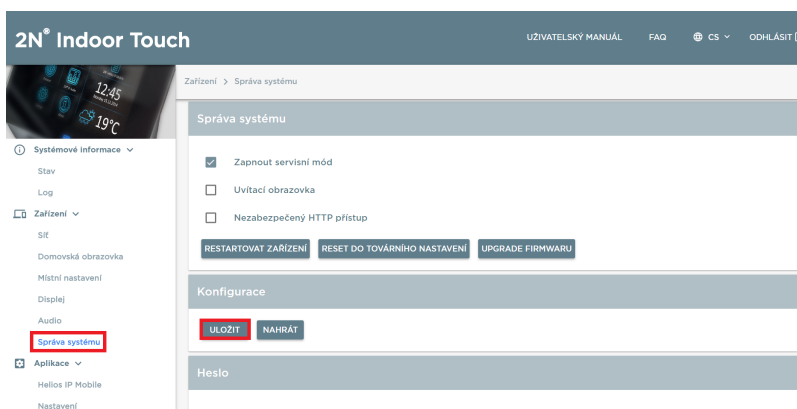 2N® Indoor Touch
UŽIVATELSKÝ MANUÁL FAQ CS ODHLÁSIT
12:45
19°C
Zařízení > Správa systému
Správa systému
Systémové informace
Stav
Log
Zařízení
Síť
Domovská obrazovka
Místní nastavení
Displej
Audio
Správa systému
Aplikace
Helios IP Mobile
Nastavení
Zapnout servisní mód
Uvítací obrazovka
Nezabezpečený HTTP přístup
RESTARTOVAT ZAŘÍZENÍ RESET DO TOVÁRNÍHO NASTAVENÍ UPGRADE FIRMWARU
Konfigurace
ULOŽIT NAHRÁT
Heslo